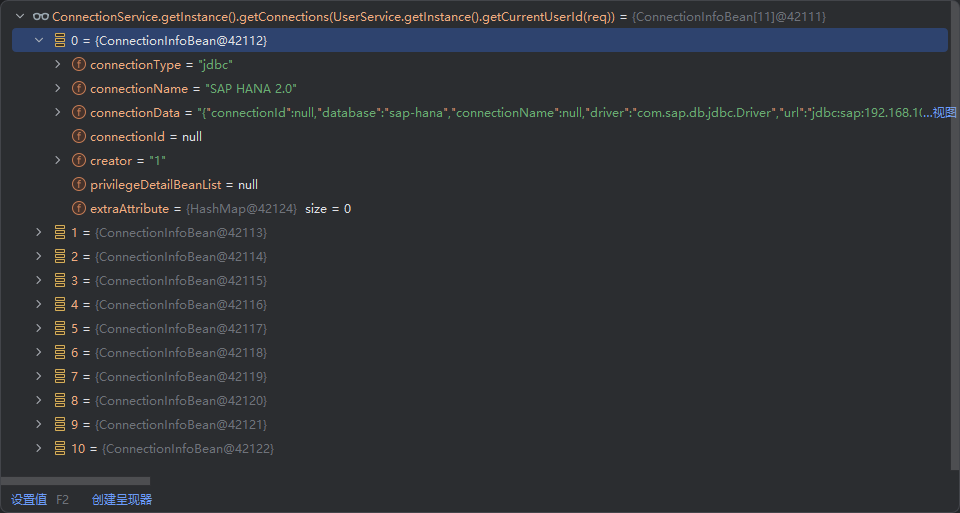 ConnectionService.getInstance().getConnections(UserService.getInstance().getCurrentUserId(req)) = {ConnectionInfoBean[11]@42111}
0 = {ConnectionInfoBean@42112}
f connectionType = "jdbc"
f connectionName = "SAP HANA 2.0"
f connectionData = "{"connectionId":null,"database":"sap-hana","connectionName":null,"driver":"com.sap.db.jdbc.Driver","url":"jdbc:sap:192.168.1(...视图
f connectionId = null
f creator = "1"
f privilegeDetailBeanList = null
f extraAttribute = {HashMap@42124} size = 0
1 = {ConnectionInfoBean@42113}
2 = {ConnectionInfoBean@42114}
3 = {ConnectionInfoBean@42115}
4 = {ConnectionInfoBean@42116}
5 = {ConnectionInfoBean@42117}
6 = {ConnectionInfoBean@42118}
7 = {ConnectionInfoBean@42119}
8 = {ConnectionInfoBean@42120}
9 = {ConnectionInfoBean@42121}
10 = {ConnectionInfoBean@42122}
设置值 F2 创建呈现器